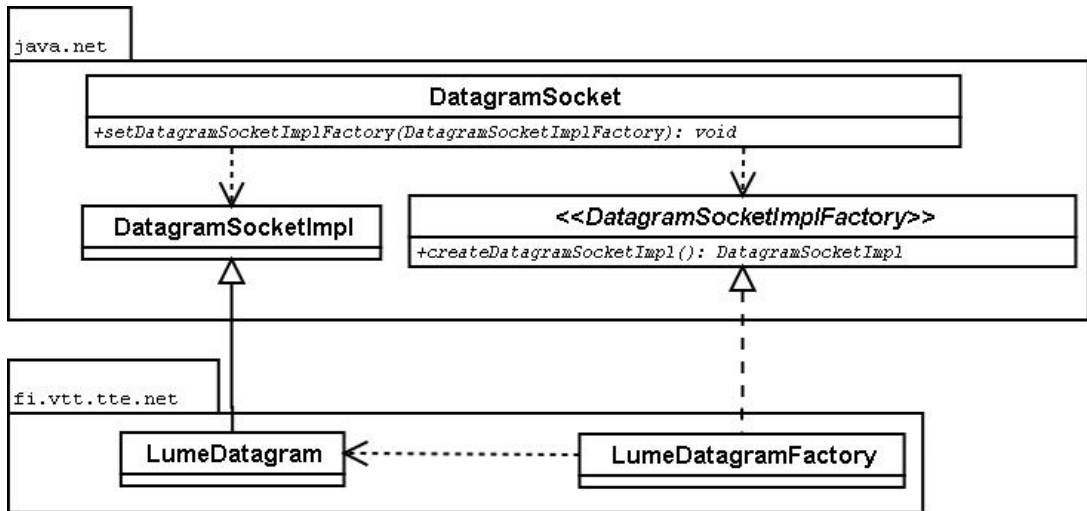 java.net
DatagramSocket
+setDatagramSocketImplFactory(DatagramSocketImplFactory): void
DatagramSocketImpl
<<DatagramSocketImplFactory>>
+createDatagramSocketImpl(): DatagramSocketImpl
fi.vtt.tte.net
LumeDatagram
LumeDatagramFactory